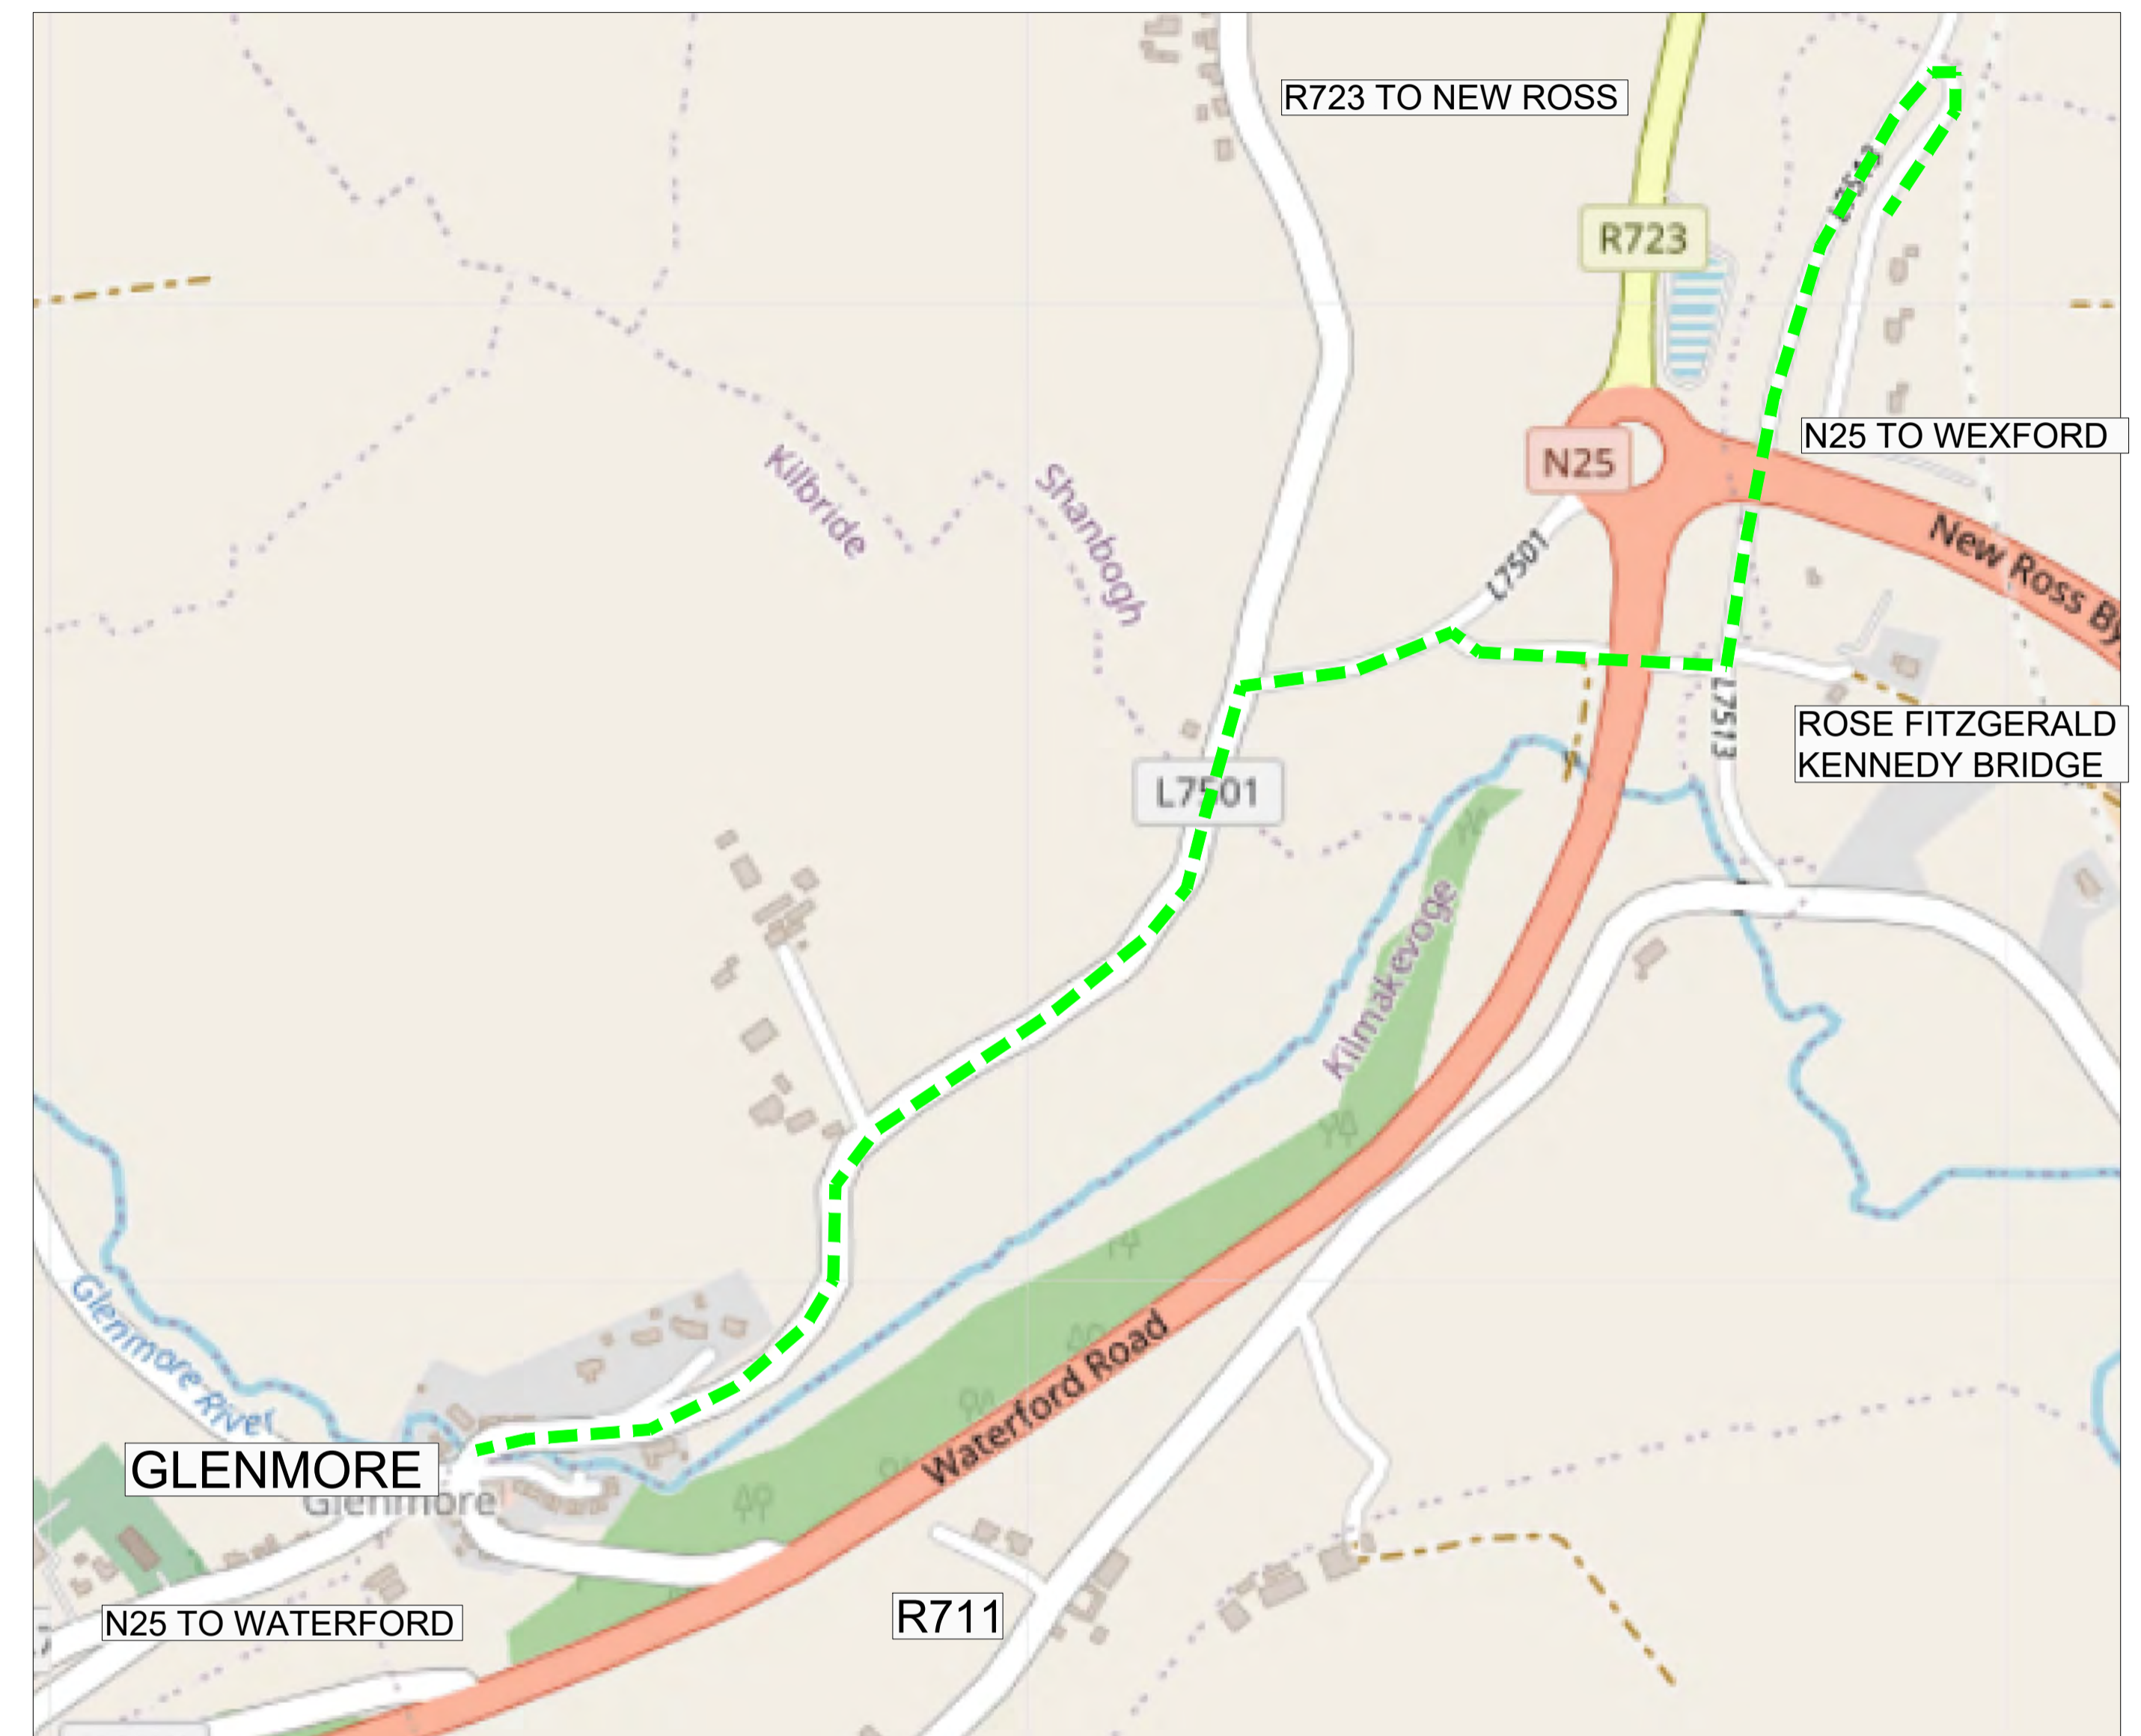 R723 TO NEW ROSS
L7513
R723
N25 TO WEXFORD
N25
Kilbride
Shanbogh
L7501
New Ross By
L7513
ROSE FITZGERALD
KENNEDY BRIDGE
L7501
Kilmakevoge
Glenmore River
Waterford Road
GLENMORE
Glenmore
N25 TO WATERFORD
R711